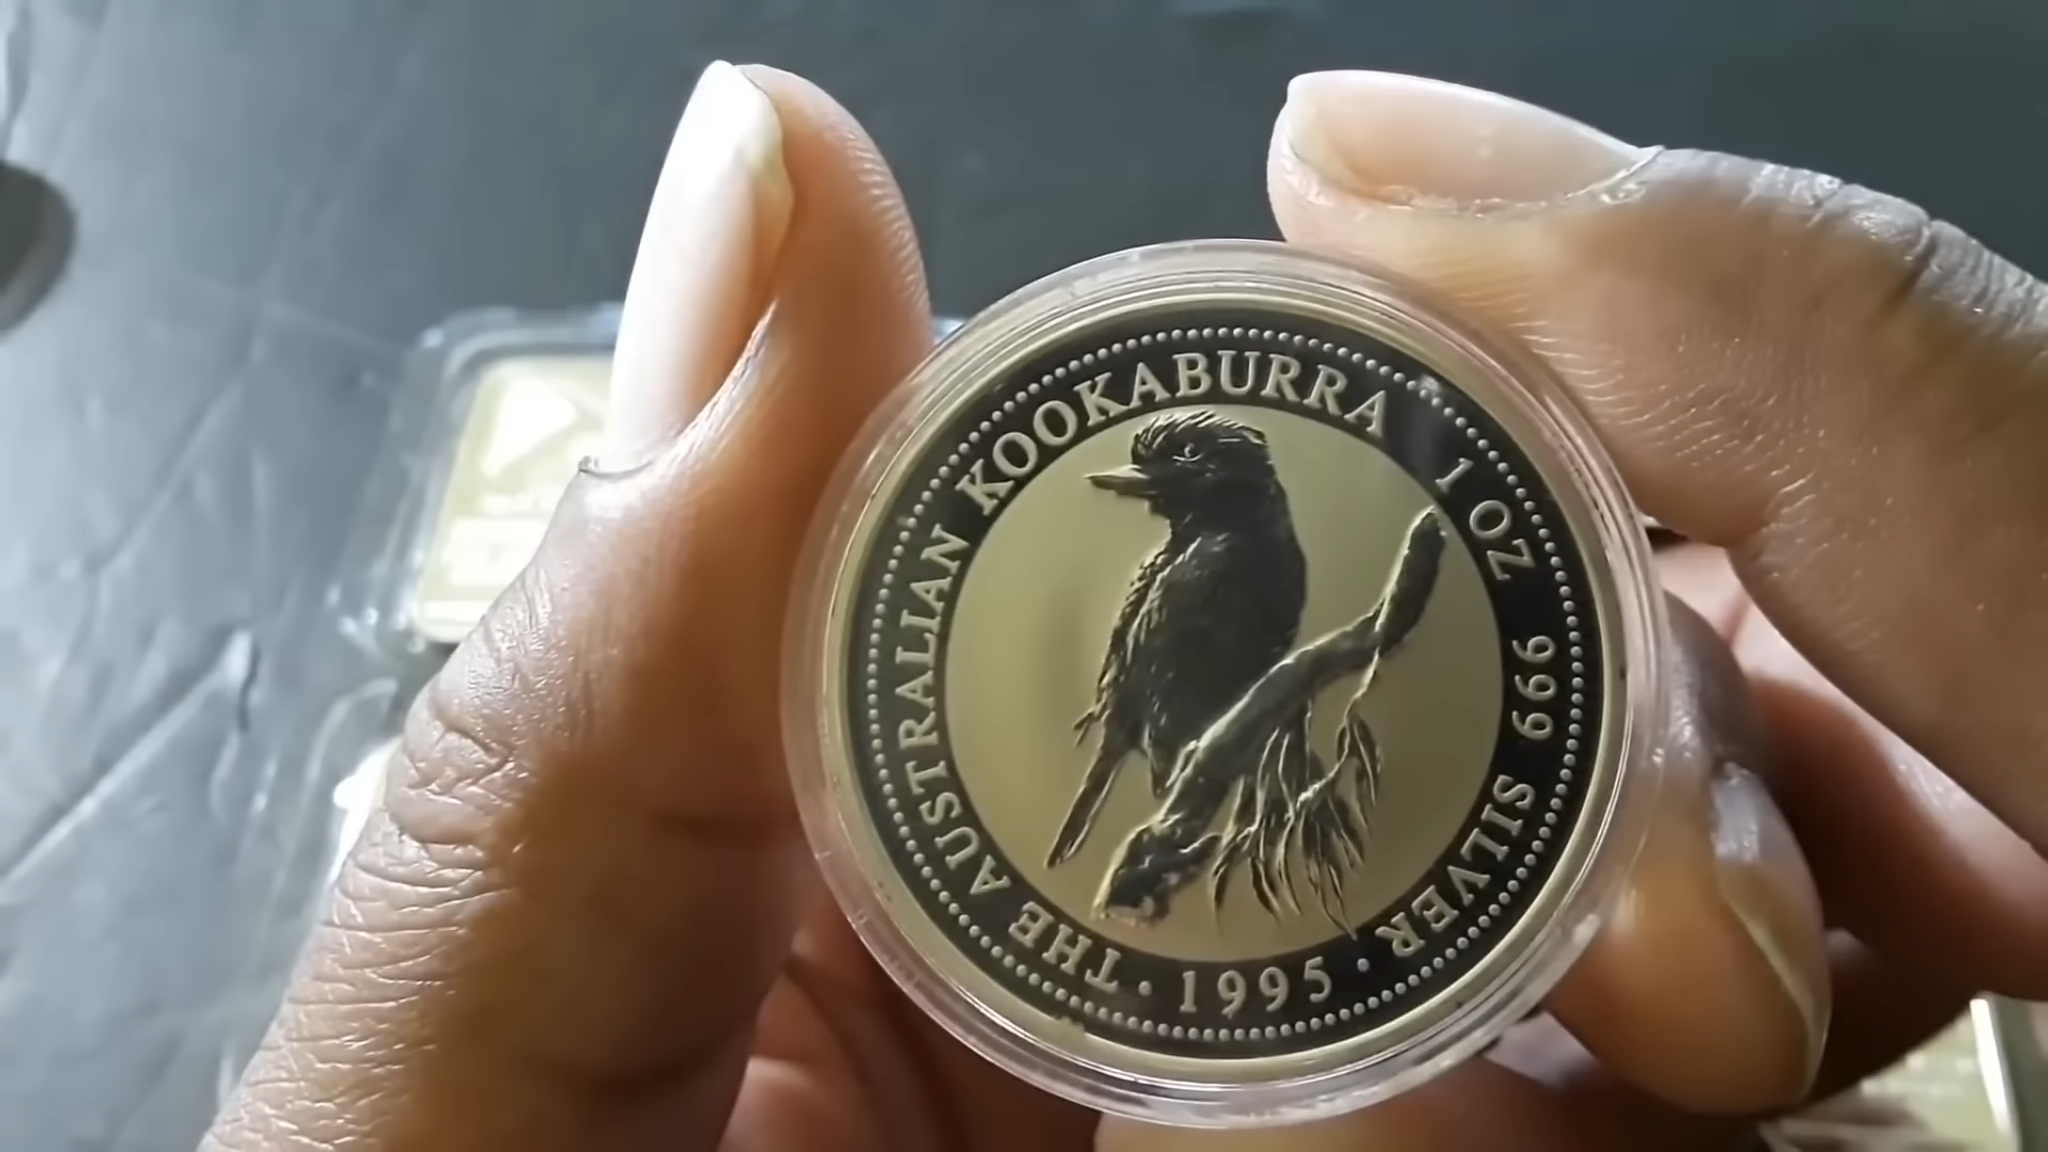 THE AUSTRALIAN KOOKABURRA 1 OZ 999 SILVER
· 1995 ·